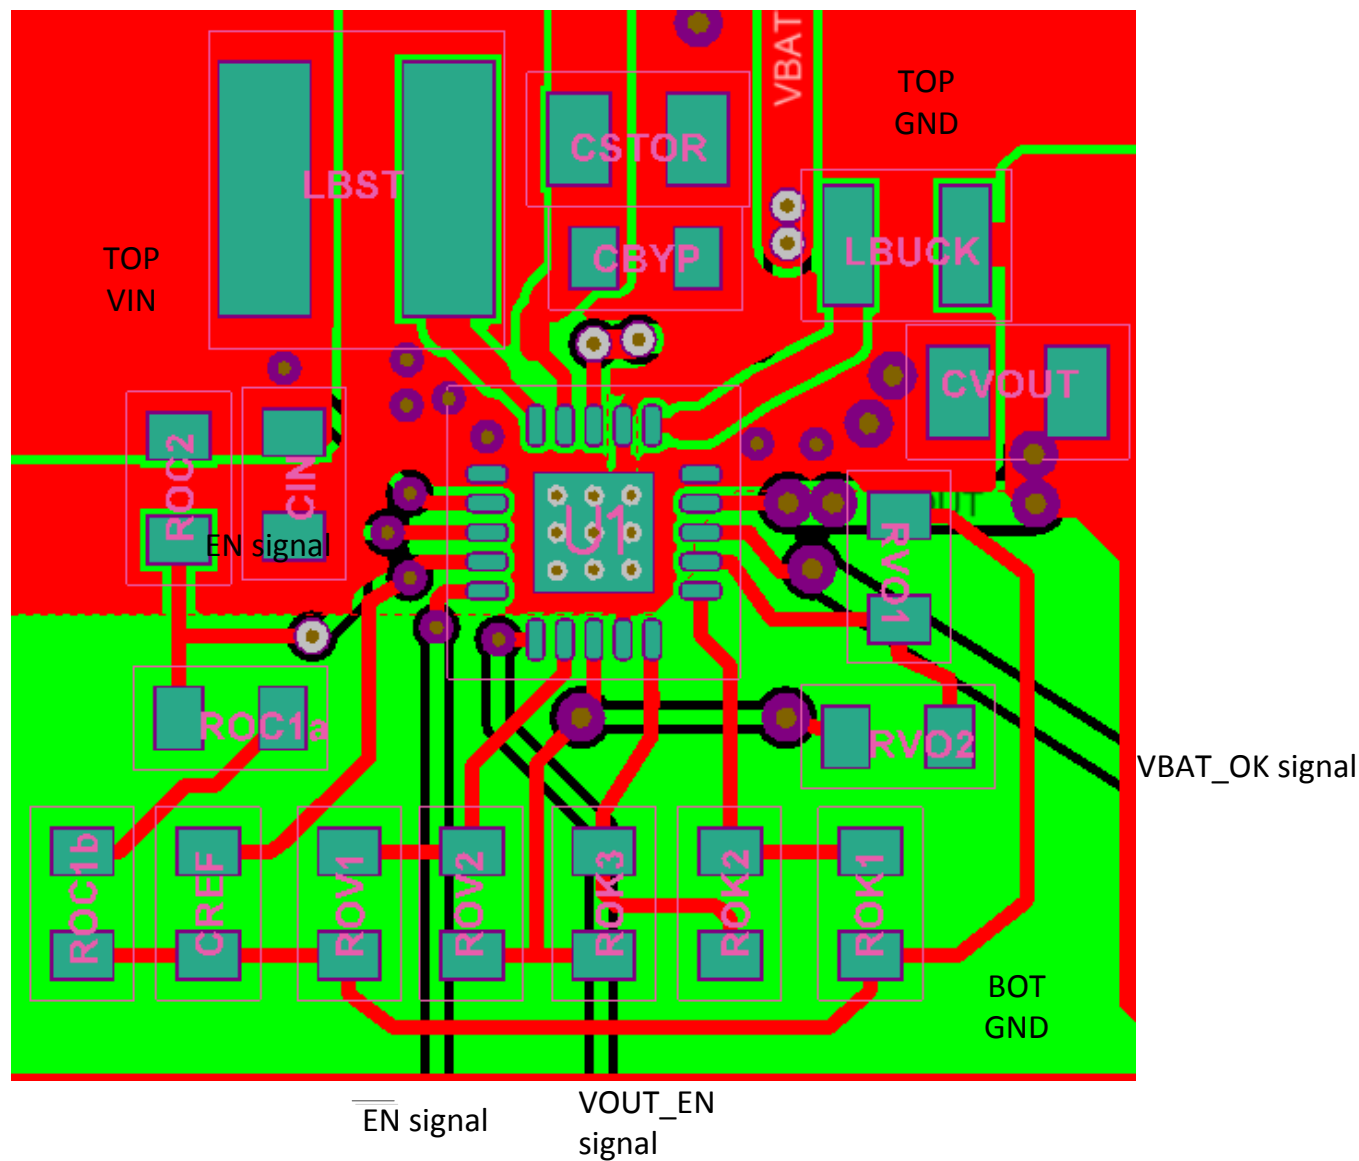 VBAT
TOP
GND
CSTOR
LBST
CBYP
LBUCK
TOP
VIN
CVOUT
ROC2
CIN
EN signal
U1
RVO1
ROC1a
RVO2
VBAT_OK signal
ROC1b
CREF
ROV1
ROV2
ROK3
ROK2
ROK1
BOT
GND
EN signal
VOUT_EN
signal